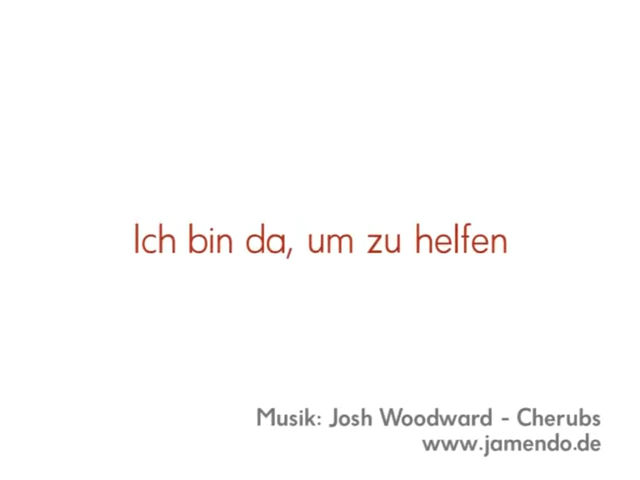 Ich bin da, um zu helfen
Musik: Josh Woodward - Cherubs
www.jamendo.de